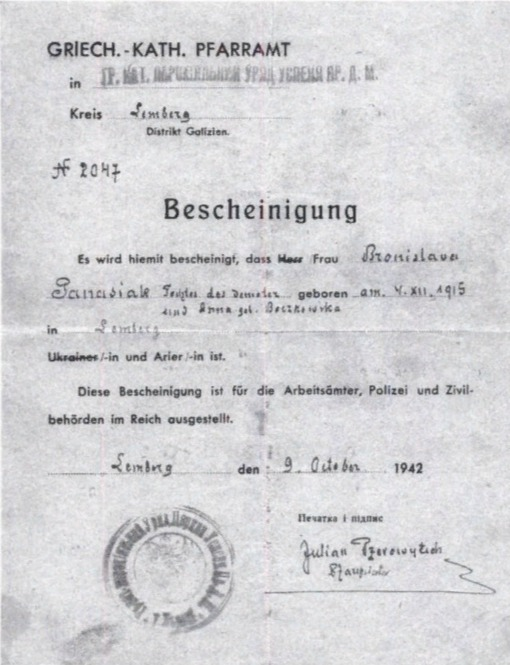 GRIECH.-KATH. PFARRAMT
in ГР. КАТ. ПАРОХІЯЛЬНИЙ УРЯД УСПЕНЯ ПР. Д. М.
Kreis Lemberg
Distrikt Galizien.
№ 2047
Bescheinigung
Es wird hiemit bescheinigt, dass Herr /Frau Bronislava
Panasiak Tochter des Demeter geboren am 4.XII.1915
und Anna geb.
in Lemberg
Ukrainer/-in und Arier/-in ist.
Diese Bescheinigung ist für die Arbeitsämter, Polizei und Zivil-
behörden im Reich ausgestellt.
Lemberg den 9 October 1942
Печатка і підпис
Julian